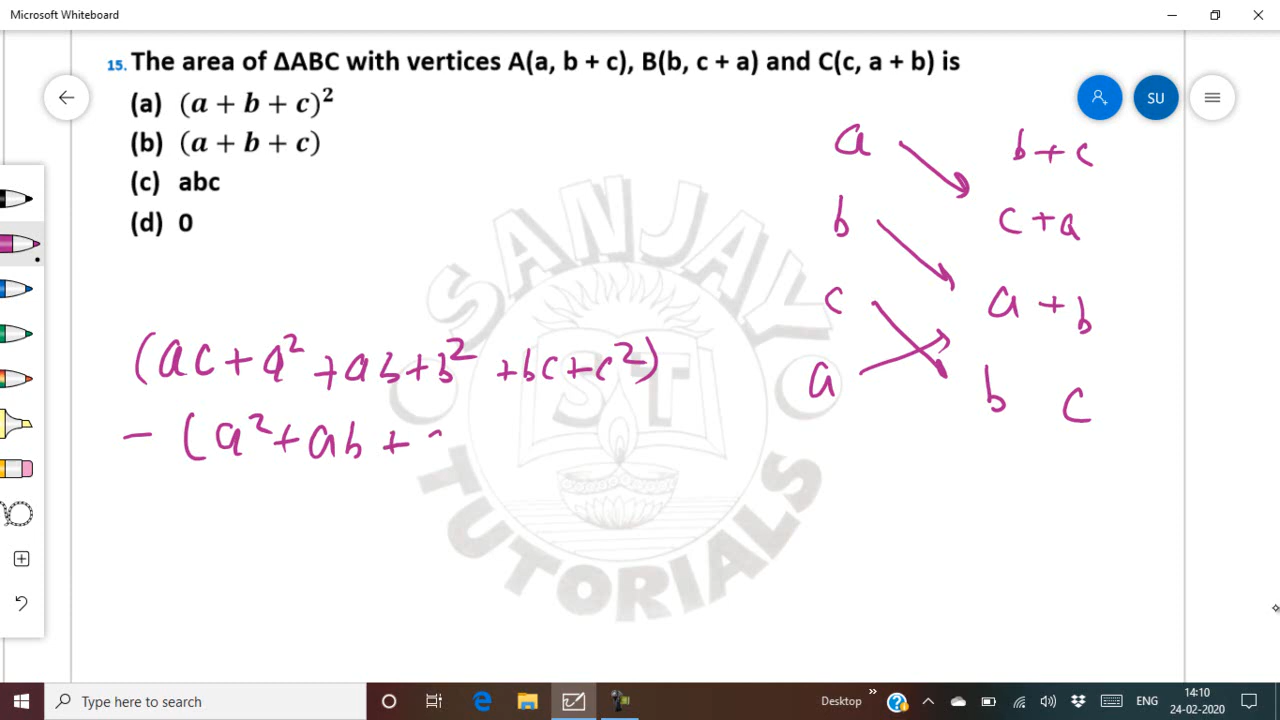 Microsoft Whiteboard
15. The area of ΔABC with vertices A(a, b + c), B(b, c + a) and C(c, a + b) is
(a) (a + b + c)²
(b) (a + b + c)
(c) abc
(d) 0
SU
a b+c
b c+a
c a+b
a b c
(ac+a²+ab+b²+bc+c²)
- (a²+ab+
SANJAY
ST
TUTORIALS
Type here to search
Desktop
»
ENG
14:10
24-02-2020